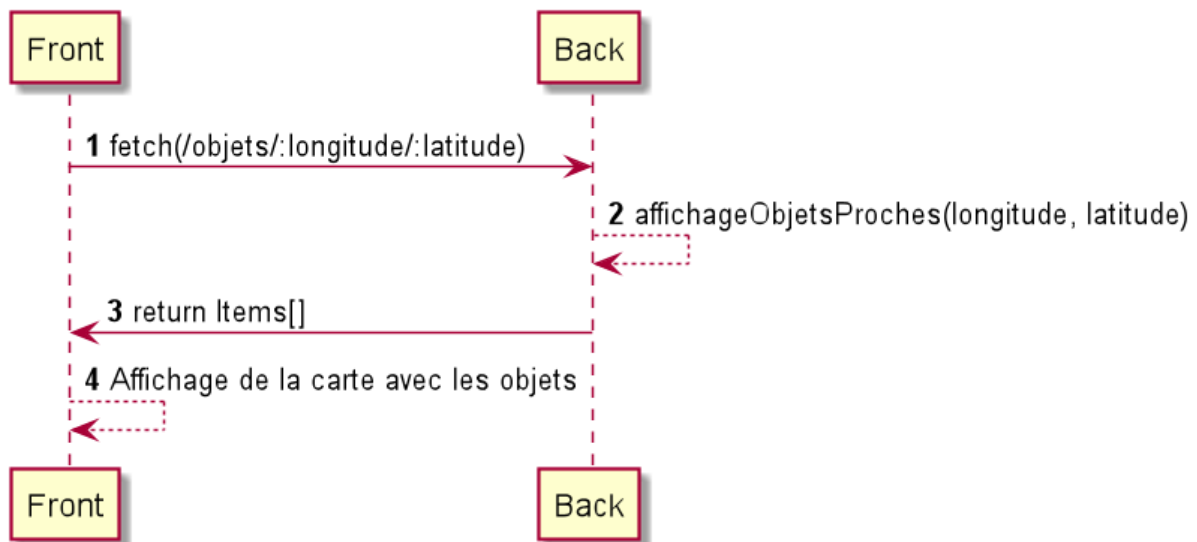 Front
Back
1 fetch(/objets/:longitude/:latitude)
2 affichageObjetsProches(longitude, latitude)
3 return Items[]
4 Affichage de la carte avec les objets
Front
Back